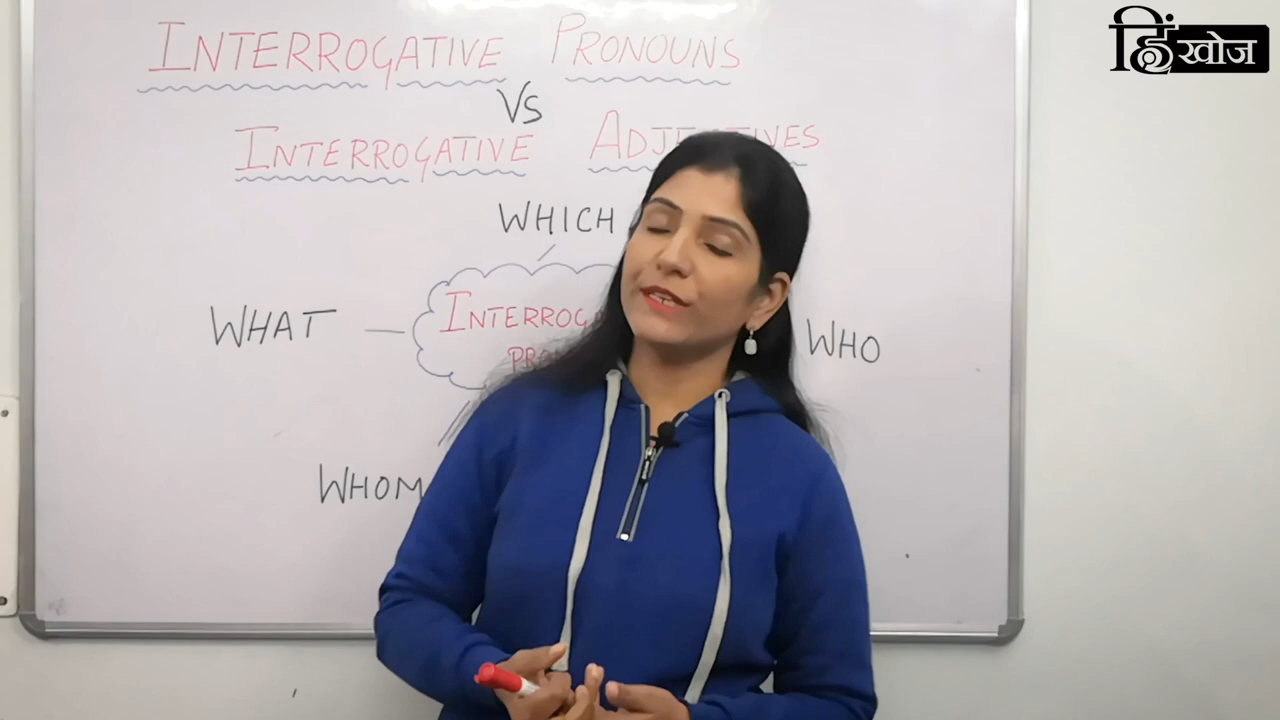 INTERROGATIVE PRONOUNS
VS
INTERROGATIVE
WHICH
WHAT
WHO
WHOM
हिंखोज